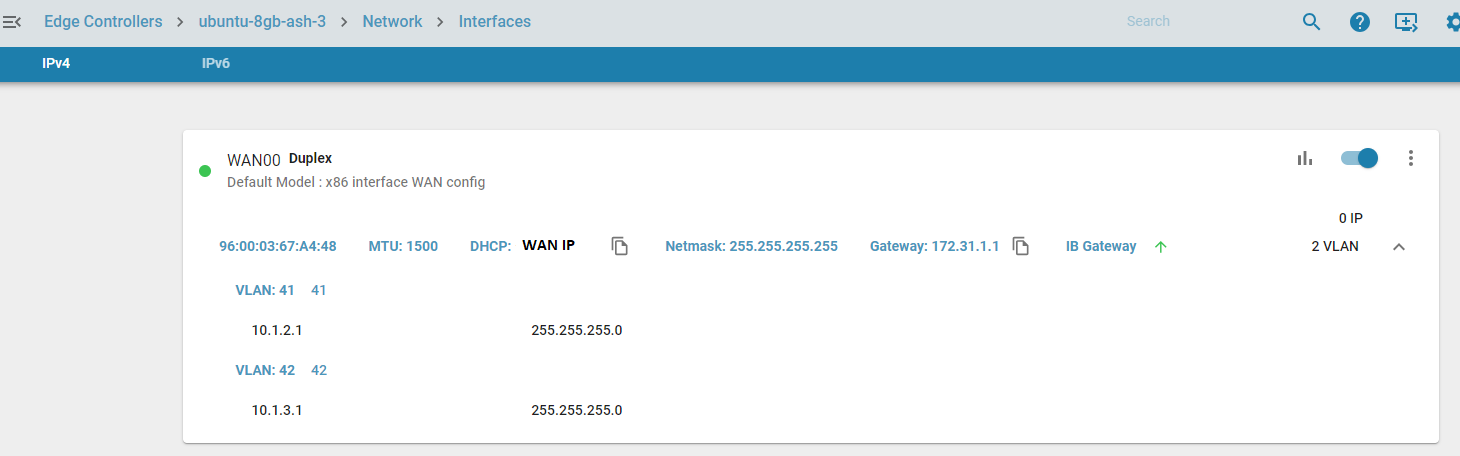 Edge Controllers > ubuntu-8gb-ash-3 > Network > Interfaces Search
IPv4 IPv6
WAN00 Duplex
Default Model : x86 interface WAN config
0 IP
96:00:03:67:A4:48 MTU: 1500 DHCP: WAN IP Netmask: 255.255.255.255 Gateway: 172.31.1.1 IB Gateway 2 VLAN
VLAN: 41 41
10.1.2.1 255.255.255.0
VLAN: 42 42
10.1.3.1 255.255.255.0